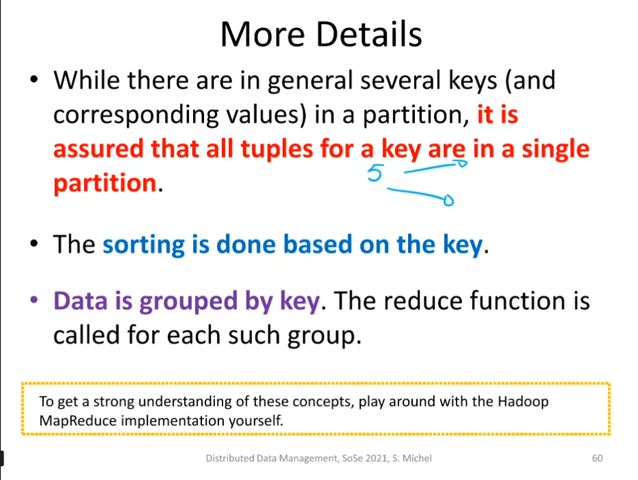 More Details
• While there are in general several keys (and
corresponding values) in a partition, it is
assured that all tuples for a key are in a single
partition.
5
• The sorting is done based on the key.
• Data is grouped by key. The reduce function is
called for each such group.
To get a strong understanding of these concepts, play around with the Hadoop
MapReduce implementation yourself.
Distributed Data Management, SoSe 2021, S. Michel
60